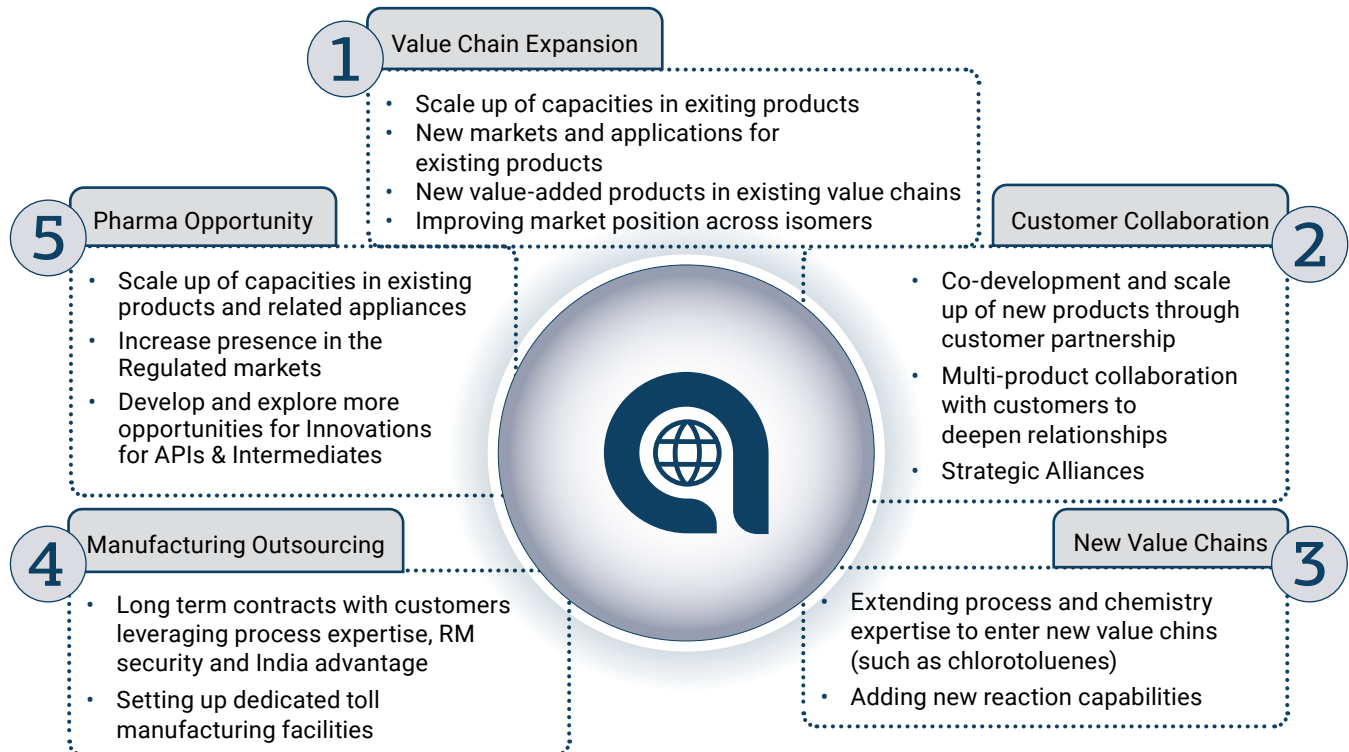 1
Value Chain Expansion
• Scale up of capacities in exiting products
• New markets and applications for
existing products
• New value-added products in existing value chains
• Improving market position across isomers
2
Customer Collaboration
• Co-development and scale
up of new products through
customer partnership
• Multi-product collaboration
with customers to
deepen relationships
• Strategic Alliances
3
New Value Chains
• Extending process and chemistry
expertise to enter new value chins
(such as chlorotoluenes)
• Adding new reaction capabilities
4
Manufacturing Outsourcing
• Long term contracts with customers
leveraging process expertise, RM
security and India advantage
• Setting up dedicated toll
manufacturing facilities
5
Pharma Opportunity
• Scale up of capacities in existing
products and related appliances
• Increase presence in the
Regulated markets
• Develop and explore more
opportunities for Innovations
for APIs & Intermediates